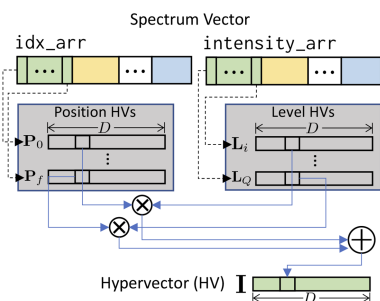 Spectrum Vector
idx_arr intensity_arr
... ... ... ...
Position HVs Level HVs
D D
P0 Li
⋮ ⋮
Pf LQ
⊗
⊗
+
Hypervector (HV) I
D